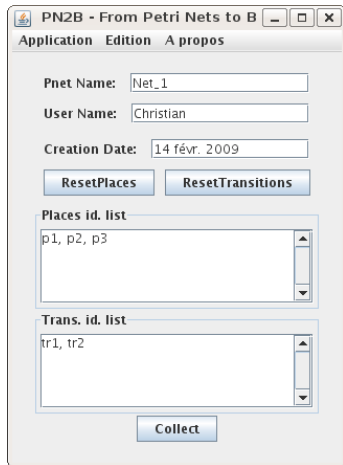 PN2B - From Petri Nets to B
Application Edition A propos
Pnet Name: Net_1
User Name: Christian
Creation Date: 14 févr. 2009
ResetPlaces ResetTransitions
Places id. list
p1, p2, p3
Trans. id. list
tr1, tr2
Collect